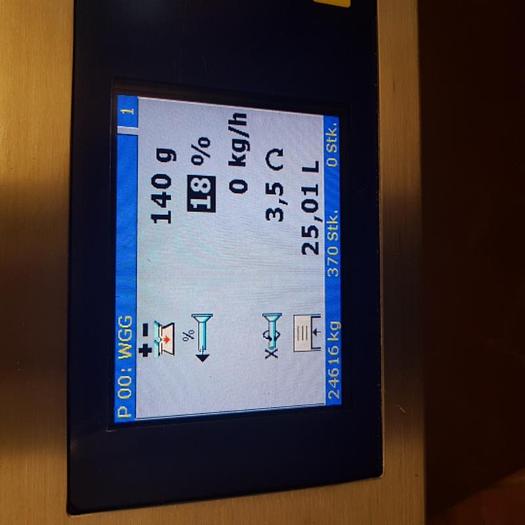 P 00: WGG 1
140 g
% 18 %
0 kg/h
X 3,5
25,01 L
24616 kg 370 Stk. 0 Stk.